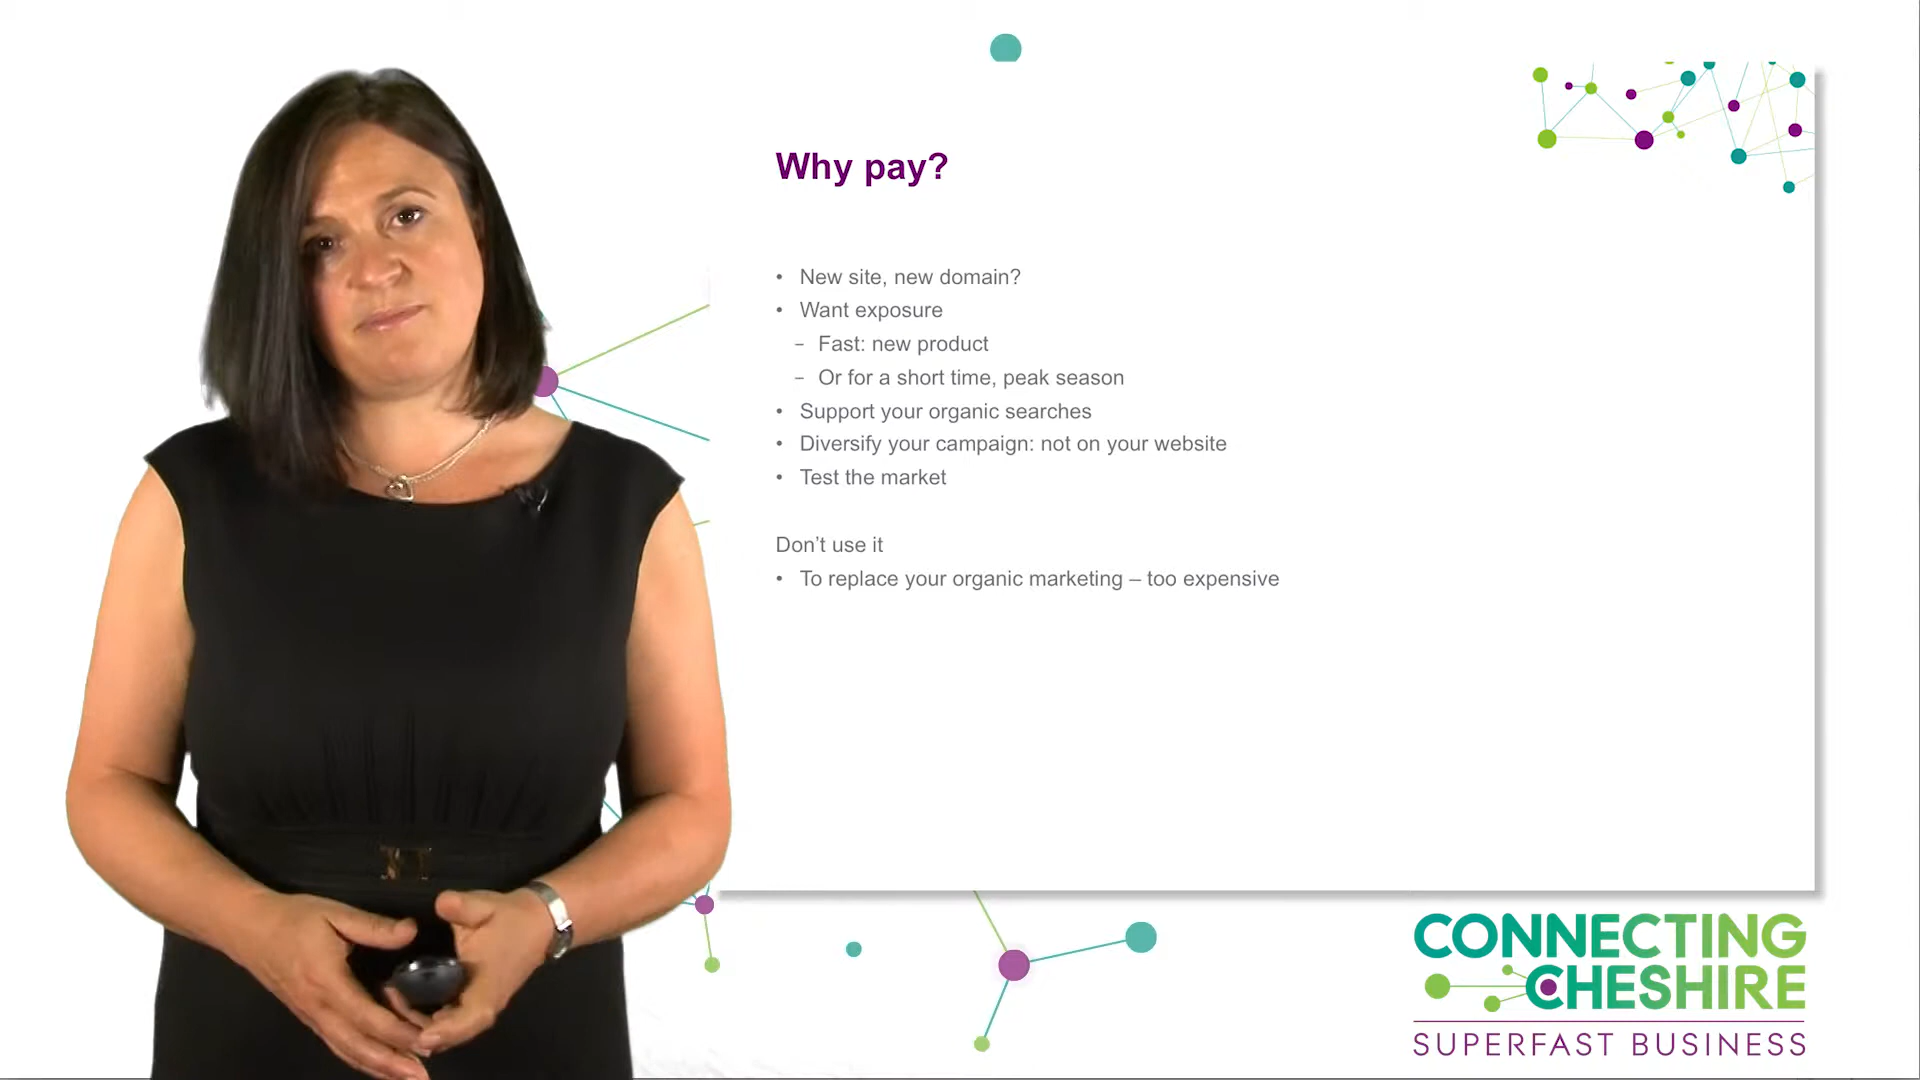 Why pay?
• New site, new domain?
• Want exposure
– Fast: new product
– Or for a short time, peak season
• Support your organic searches
• Diversify your campaign: not on your website
• Test the market
Don’t use it
• To replace your organic marketing – too expensive
CONNECTING
CHESHIRE
SUPERFAST BUSINESS